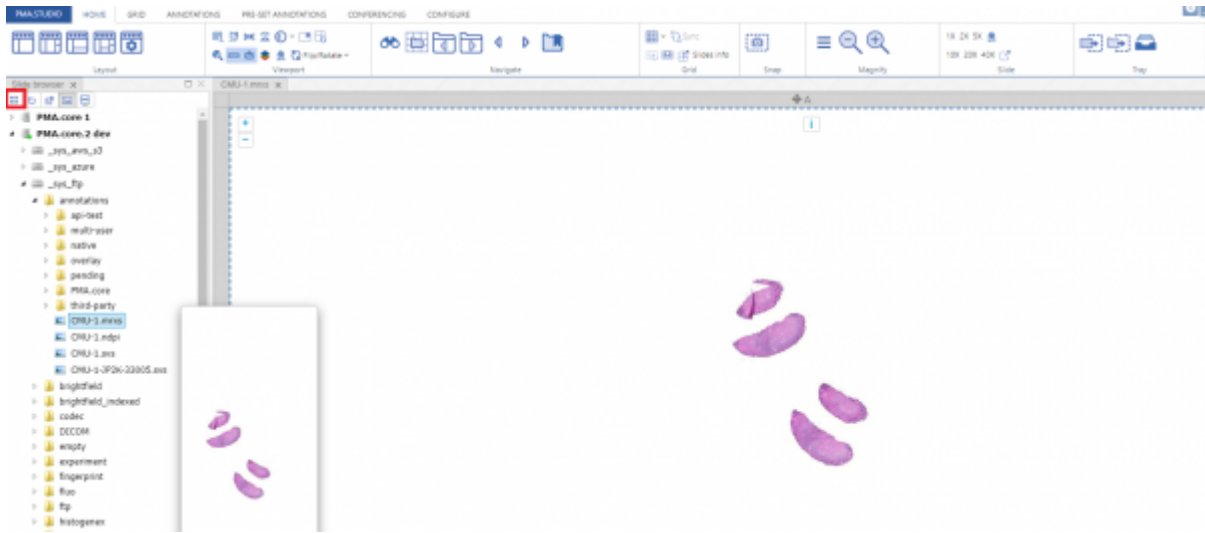 PMA.STUDIO HOME GRID ANNOTATIONS PRE-SET ANNOTATIONS CONFERENCING CONFIGURE
Flip/Rotate
Sync
Slides info
1X 2X 5X
10X 20X 40X
Layout Viewport Navigate Grid Snap Magnify Slide Tray
Slide browser CMU-1.mrxs
A
PMA.core 1
PMA.core.2 dev
_sys_aws_s3
_sys_azure
_sys_ftp
annotations
api-test
multi-user
native
overlay
pending
PMA.core
third-party
CMU-1.mrxs
CMU-1.ndpi
CMU-1.svs
CMU-1-JP2K-33005.svs
brightfield
brightfield_indexed
codec
DICOM
empty
experiment
fingerprint
fluo
ftp
histogenex